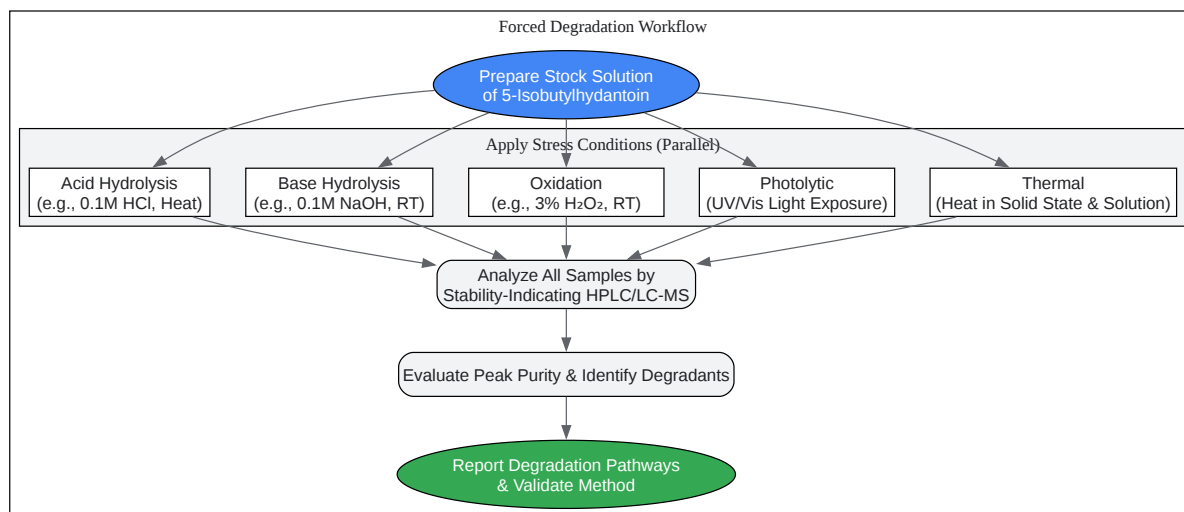 Forced Degradation Workflow
Prepare Stock Solution
of 5-Isobutylhydantoin
Apply Stress Conditions (Parallel)
Acid Hydrolysis
(e.g., 0.1M HCl, Heat)
Base Hydrolysis
(e.g., 0.1M NaOH, RT)
Oxidation
(e.g., 3% H₂O₂, RT)
Photolytic
(UV/Vis Light Exposure)
Thermal
(Heat in Solid State & Solution)
Analyze All Samples by
Stability-Indicating HPLC/LC-MS
Evaluate Peak Purity & Identify Degradants
Report Degradation Pathways
& Validate Method